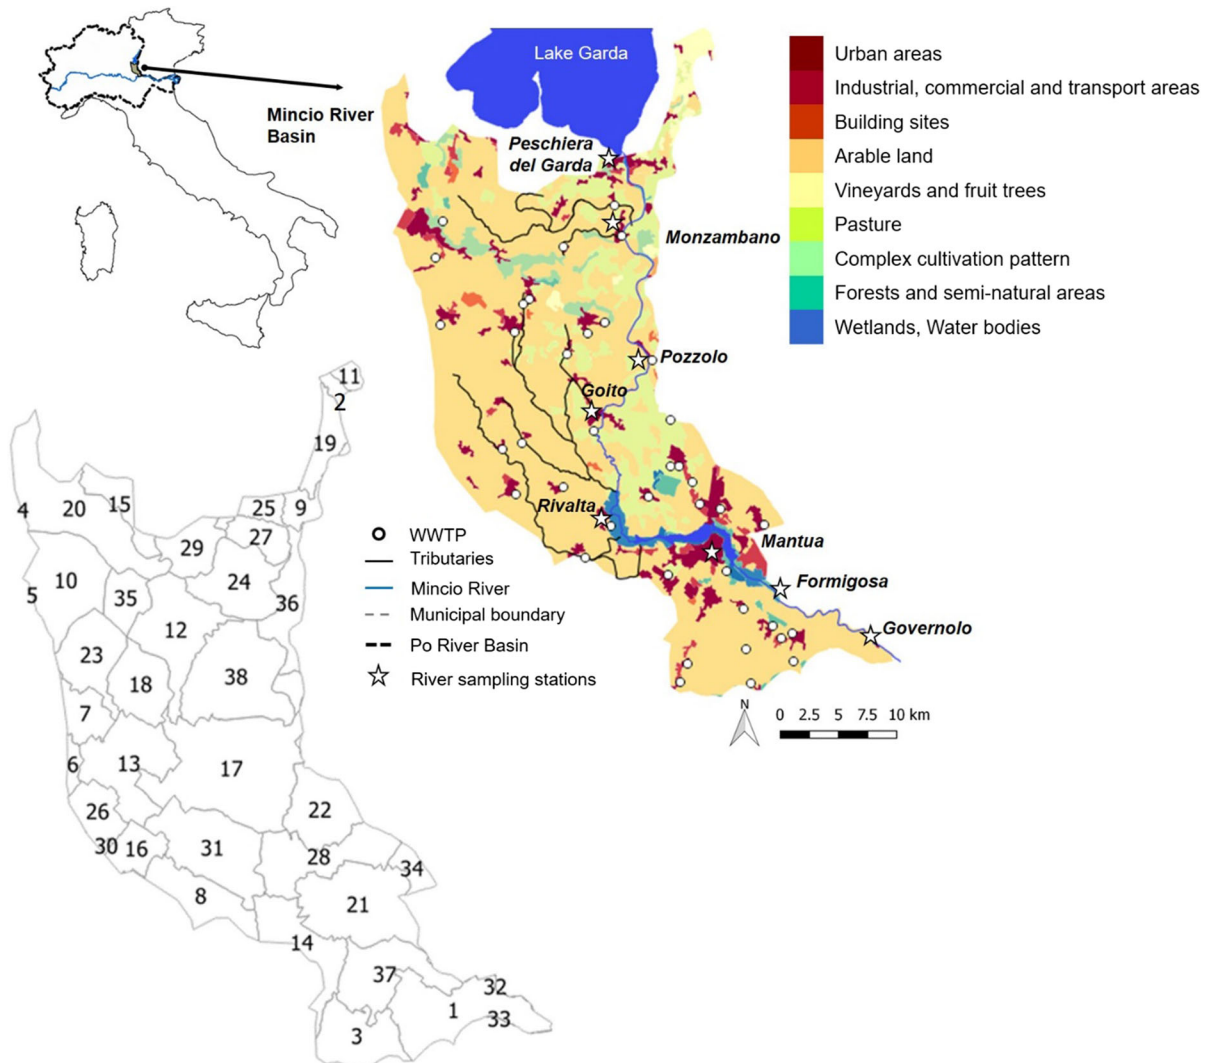 Mincio River
Basin
Lake Garda
Peschiera
del Garda
Monzambano
Pozzolo
Goito
Rivalta
Mantua
Formigosa
Governolo
Urban areas
Industrial, commercial and transport areas
Building sites
Arable land
Vineyards and fruit trees
Pasture
Complex cultivation pattern
Forests and semi-natural areas
Wetlands, Water bodies
WWTP
Tributaries
Mincio River
Municipal boundary
Po River Basin
River sampling stations
N
0 2.5 5 7.5 10 km
11
2
19
4 20 15 25 9
29 27
10 24
5 35 36
12
23
18 38
7
6 13 17
26 22
30 16 31 28
34
8 21
14
37
32
1
33
3